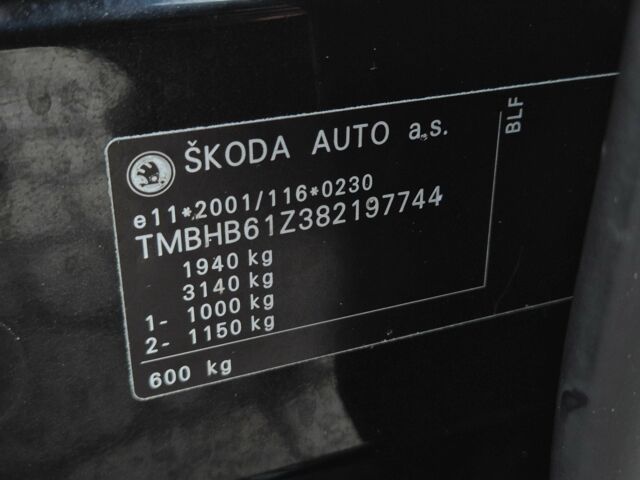 ŠKODA AUTO a.s.
BLF
e11*2001/116*0230
TMBHB61Z382197744
1940 kg
3140 kg
1- 1000 kg
2- 1150 kg
600 kg